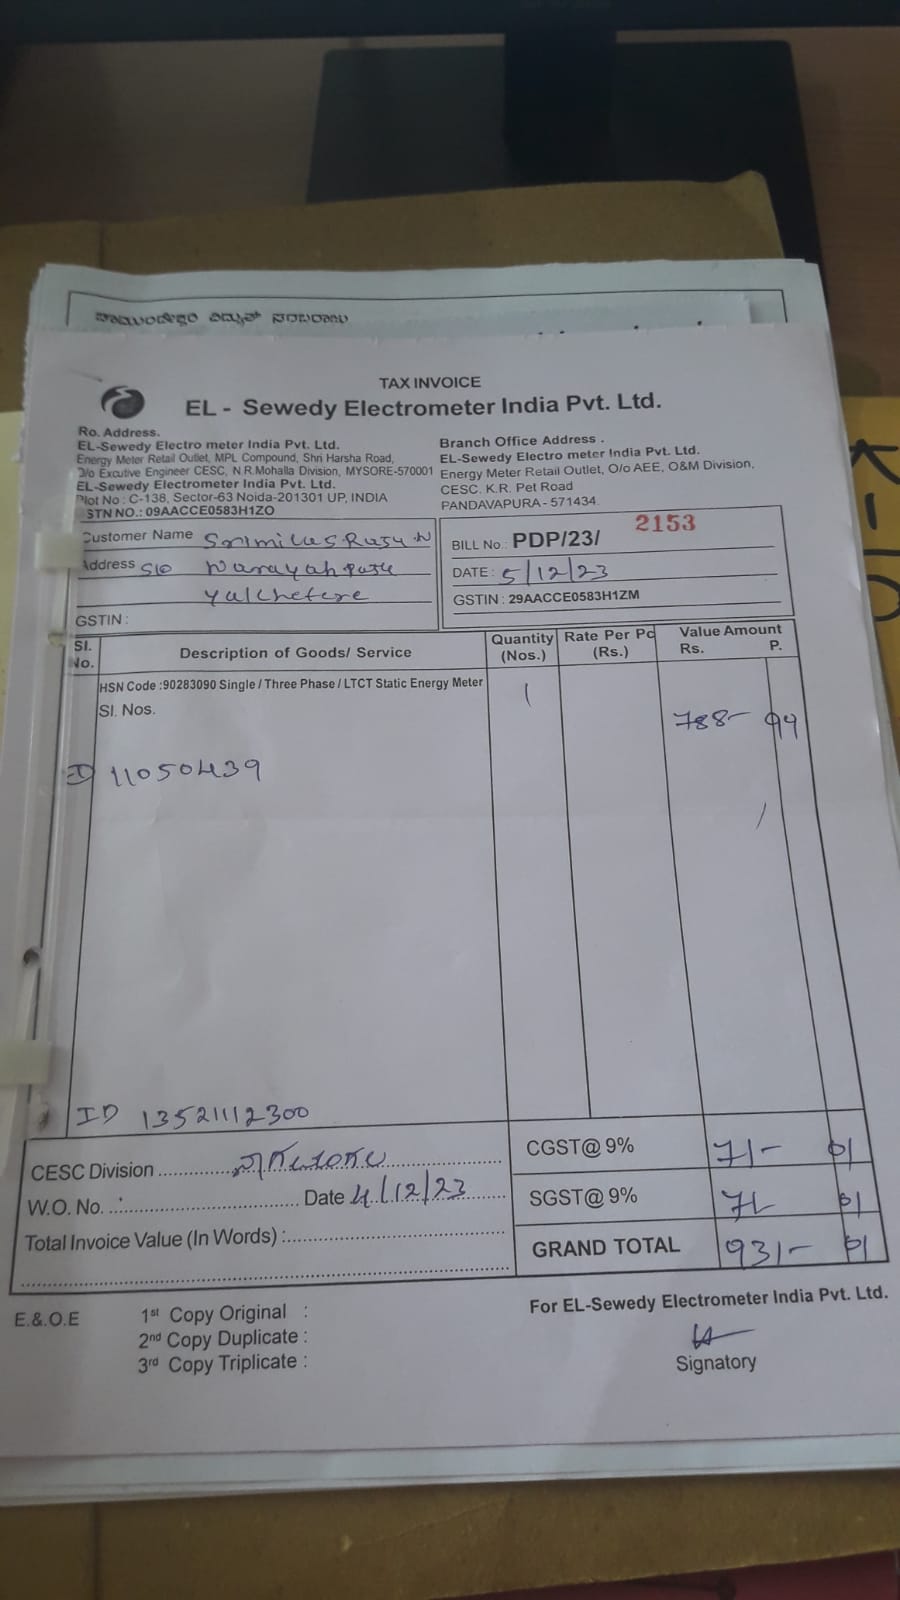 ಚಾಮುಂಡೇಶ್ವರಿ ವಿದ್ಯುತ್ ಸರಬರಾಜು
TAX INVOICE
EL - Sewedy Electrometer India Pvt. Ltd.
Ro. Address.
EL-Sewedy Electro meter India Pvt. Ltd.
Energy Meter Retail Outlet, MPL Compound, Shri Harsha Road,
O/o Excutive Engineer CESC, N.R.Mohalla Division, MYSORE-570001
EL-Sewedy Electrometer India Pvt. Ltd.
Plot No : C-138, Sector-63 Noida-201301 UP, INDIA
STN NO.: 09AACCE0583H1ZO
Branch Office Address .
EL-Sewedy Electro meter India Pvt. Ltd.
Energy Meter Retail Outlet, O/o AEE, O&M Division,
CESC. K.R. Pet Road
PANDAVAPURA - 571434.
Customer Name
Address S/o
GSTIN :
BILL No.: PDP/23/ 2153
DATE : 5/12/23
GSTIN : 29AACCE0583H1ZM
Sl. No. Description of Goods/ Service Quantity (Nos.) Rate Per Pc (Rs.) Value Amount Rs. P.
HSN Code :90283090 Single / Three Phase / LTCT Static Energy Meter 1
Sl. Nos. 788- 99
11050439
ID 13521112300
CESC Division
W.O. No. Date 4/12/23
Total Invoice Value (In Words) :
CGST@ 9% 71- 01
SGST@ 9% 71 01
GRAND TOTAL 931- 01
E.&.O.E
1st Copy Original :
2nd Copy Duplicate :
3rd Copy Triplicate :
For EL-Sewedy Electrometer India Pvt. Ltd.
Signatory